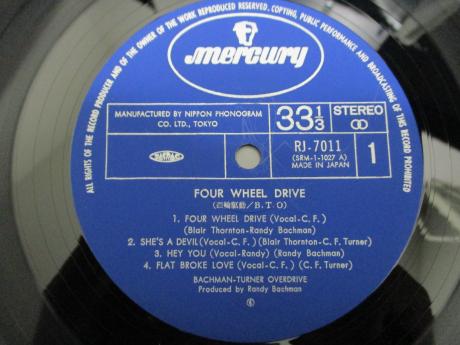 ALL RIGHTS OF THE RECORD PRODUCER AND OF THE OWNER OF THE WORK REPRODUCED RESERVED. COPYING, PUBLIC PERFORMANCE AND BROADCASTING OF THIS RECORD PROHIBITED
mercury
MANUFACTURED BY NIPPON PHONOGRAM CO. LTD., TOKYO
33 1/3
STEREO
RJ-7011
(SRM-1-1027 A)
MADE IN JAPAN
1
FOUR WHEEL DRIVE
(四輪駆動/B.T.O)
1. FOUR WHEEL DRIVE (Vocal-C.F.)
(Blair Thornton-Randy Bachman)
2. SHE'S A DEVIL (Vocal-C.F.) (Blair Thornton-C.F. Turner)
3. HEY YOU (Vocal-Randy) (Randy Bachman)
4. FLAT BROKE LOVE (Vocal-C.F.) (C.F. Turner)
BACHMAN-TURNER OVERDRIVE
Produced by Randy Bachman